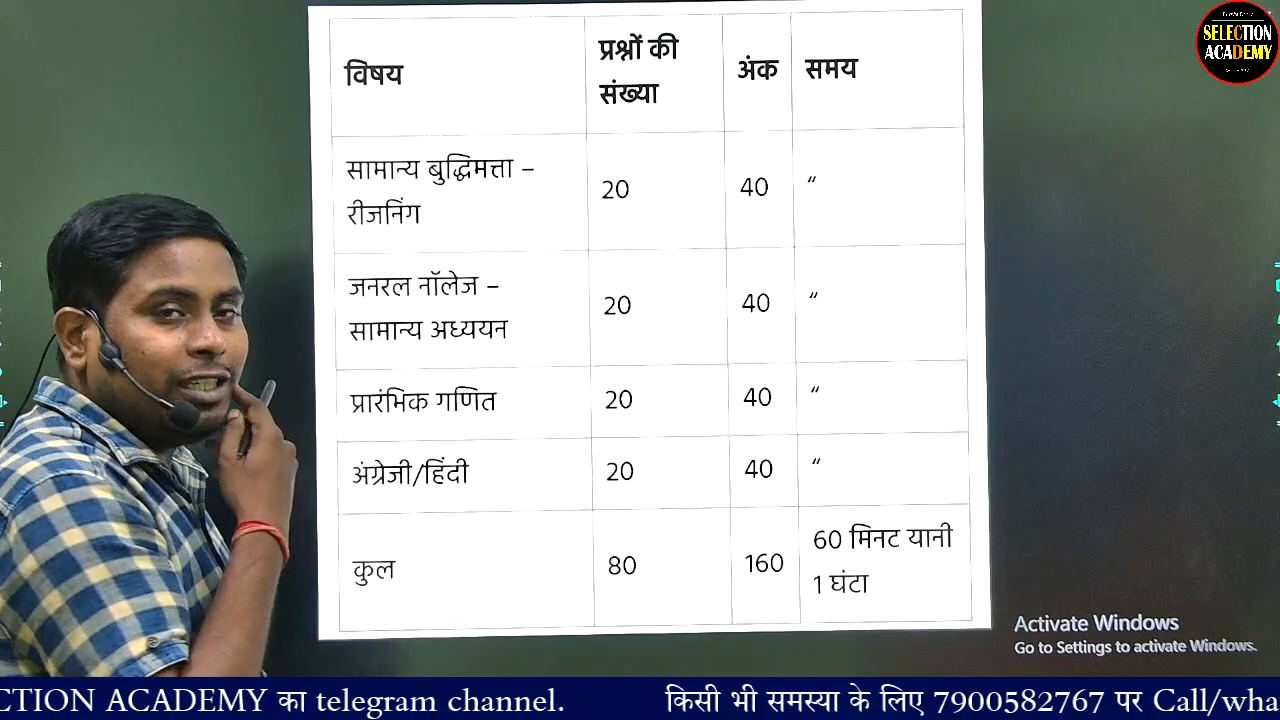 SELECTION
ACADEMY
विषय
प्रश्नों की
संख्या
अंक
समय
सामान्य बुद्धिमत्ता –
रीजनिंग
20
40
“
जनरल नॉलेज –
सामान्य अध्ययन
20
40
“
प्रारंभिक गणित
20
40
“
अंग्रेजी/हिंदी
20
40
“
कुल
80
160
60 मिनट यानी
1 घंटा
Activate Windows
Go to Settings to activate Windows.
CTION ACADEMY का telegram channel. किसी भी समस्या के लिए 7900582767 पर Call/wha